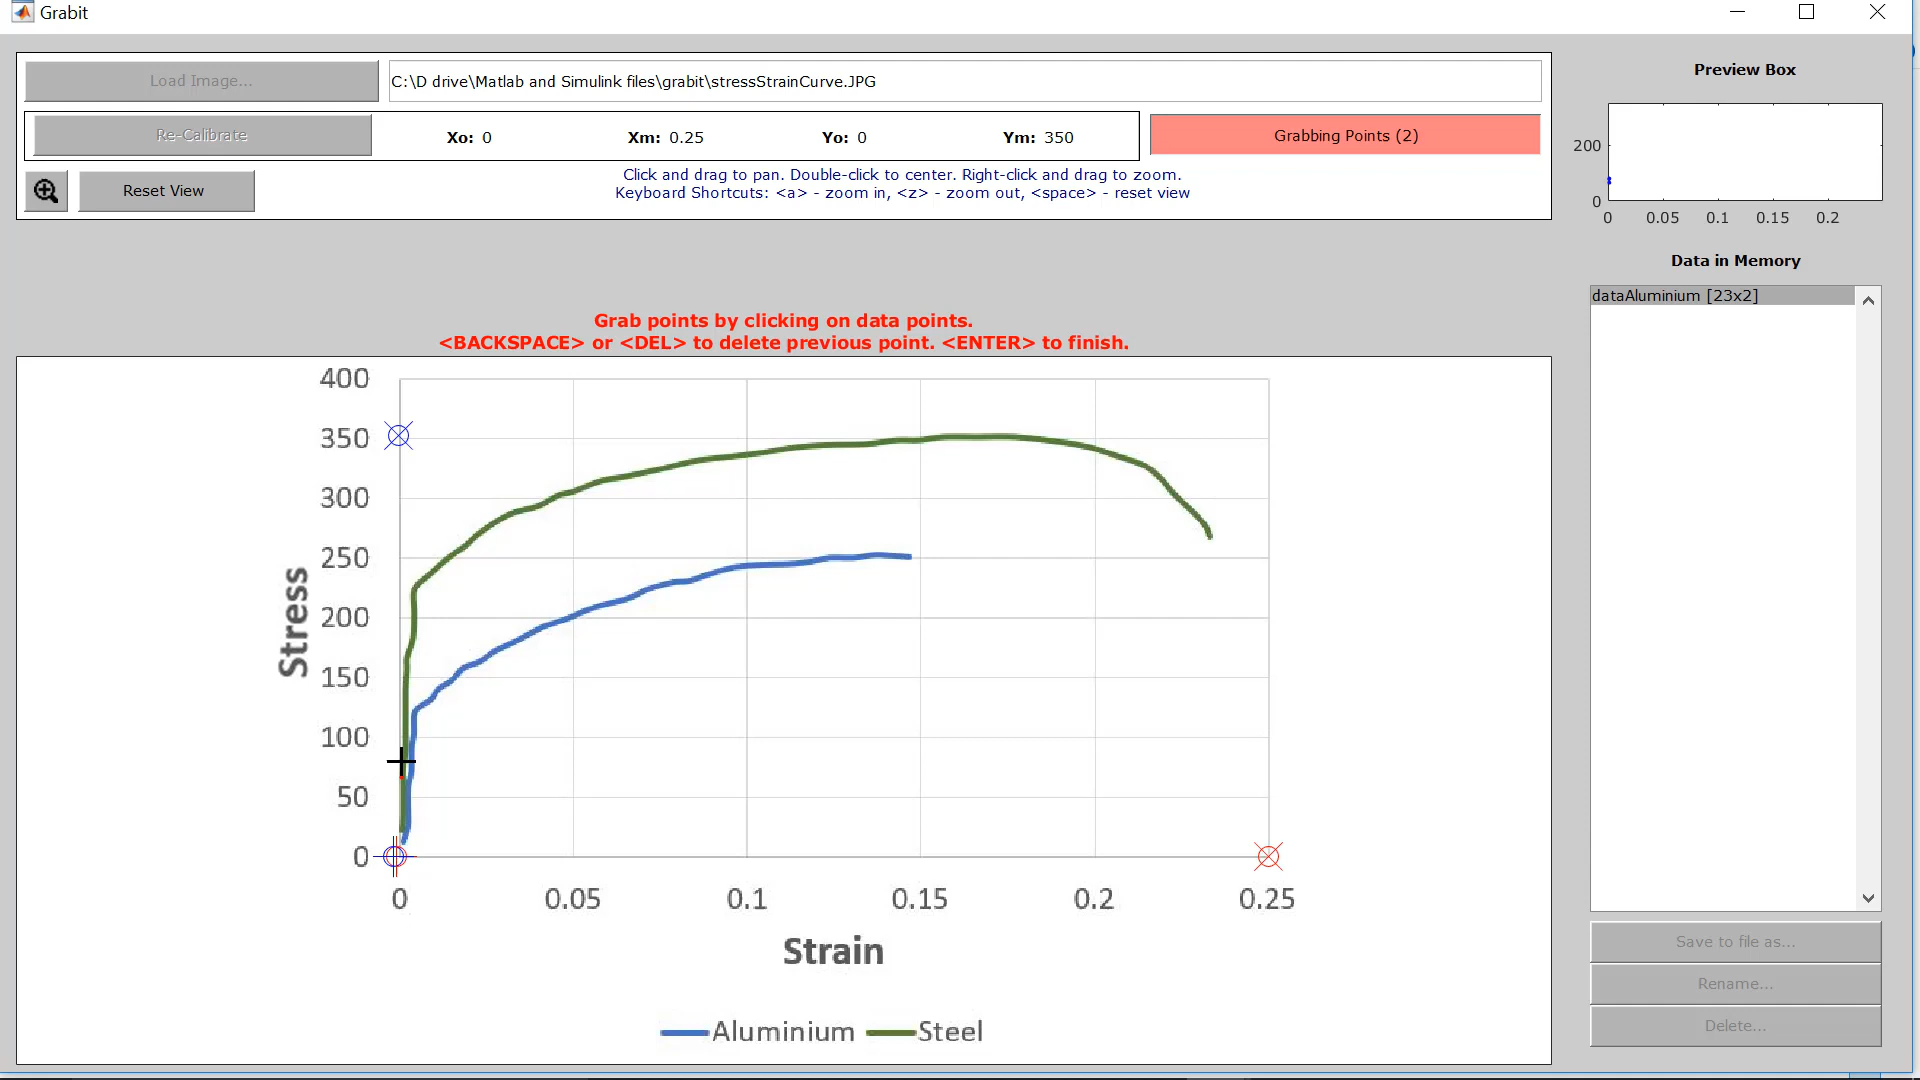 Grabit
Load Image...
C:\D drive\Matlab and Simulink files\grabit\stressStrainCurve.JPG
Re-Calibrate
Xo: 0
Xm: 0.25
Yo: 0
Ym: 350
Grabbing Points (2)
Reset View
Click and drag to pan. Double-click to center. Right-click and drag to zoom.
Keyboard Shortcuts: <a> - zoom in, <z> - zoom out, <space> - reset view
Preview Box
200
0
0 0.05 0.1 0.15 0.2
Data in Memory
dataAluminium [23x2]
Grab points by clicking on data points.
<BACKSPACE> or <DEL> to delete previous point. <ENTER> to finish.
400
350
300
250
200
150
100
50
0
Stress
0 0.05 0.1 0.15 0.2 0.25
Strain
Aluminium Steel
Save to file as...
Rename...
Delete...